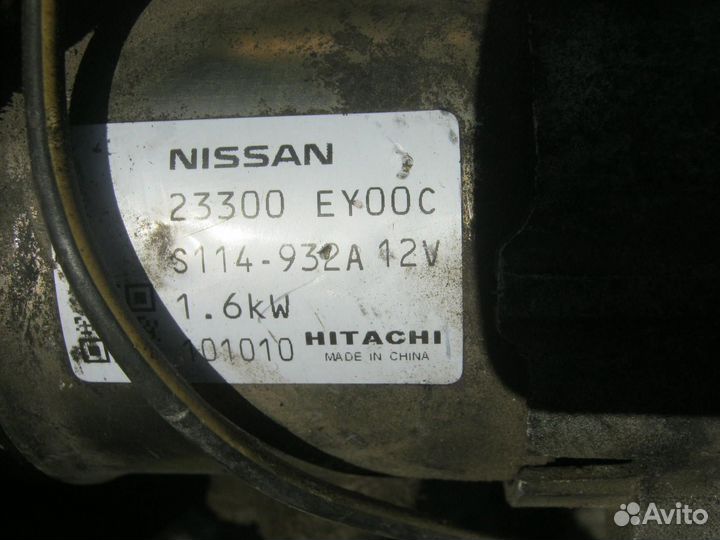 NISSAN
23300 EY00C
S114-932A 12V
1.6kW
101010 HITACHI
MADE IN CHINA
Avito